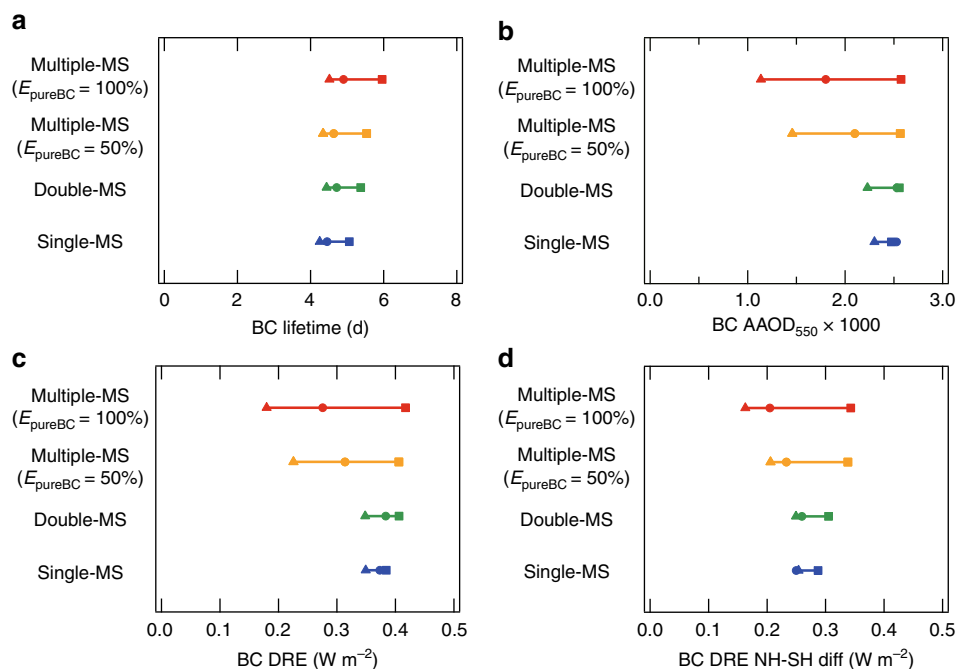 a
Multiple-MS
(EpureBC = 100%)
Multiple-MS
(EpureBC = 50%)
Double-MS
Single-MS
0 2 4 6 8
BC lifetime (d)
b
Multiple-MS
(EpureBC = 100%)
Multiple-MS
(EpureBC = 50%)
Double-MS
Single-MS
0.0 1.0 2.0 3.0
BC AAOD550 × 1000
c
Multiple-MS
(EpureBC = 100%)
Multiple-MS
(EpureBC = 50%)
Double-MS
Single-MS
0.0 0.1 0.2 0.3 0.4 0.5
BC DRE (W m−2)
d
Multiple-MS
(EpureBC = 100%)
Multiple-MS
(EpureBC = 50%)
Double-MS
Single-MS
0.0 0.1 0.2 0.3 0.4 0.5
BC DRE NH-SH diff (W m−2)